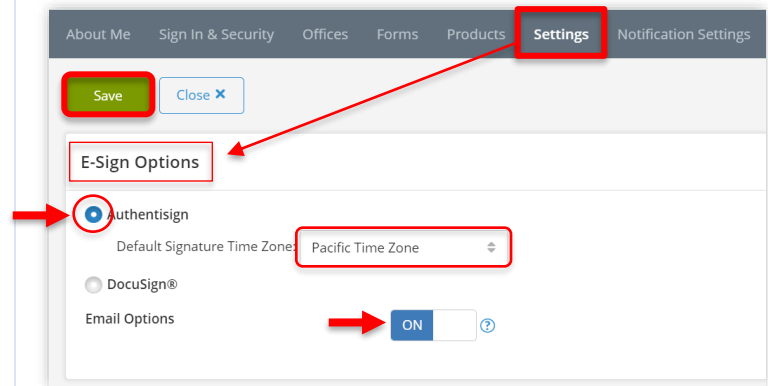 About Me Sign In & Security Offices Forms Products Settings Notification Settings
Save Close ×
E-Sign Options
Authentisign
Default Signature Time Zone: Pacific Time Zone
DocuSign®
Email Options ON ?